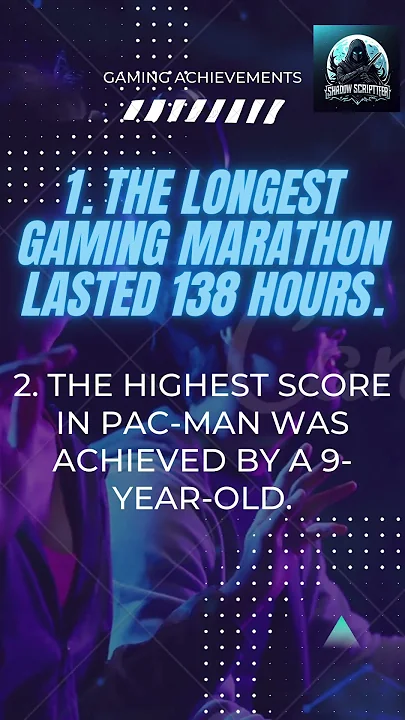 GAMING ACHIEVEMENTS
SHADOW SCRIPTTER
1. THE LONGEST
GAMING MARATHON
LASTED 138 HOURS.
2. THE HIGHEST SCORE
IN PAC-MAN WAS
ACHIEVED BY A 9-
YEAR-OLD.